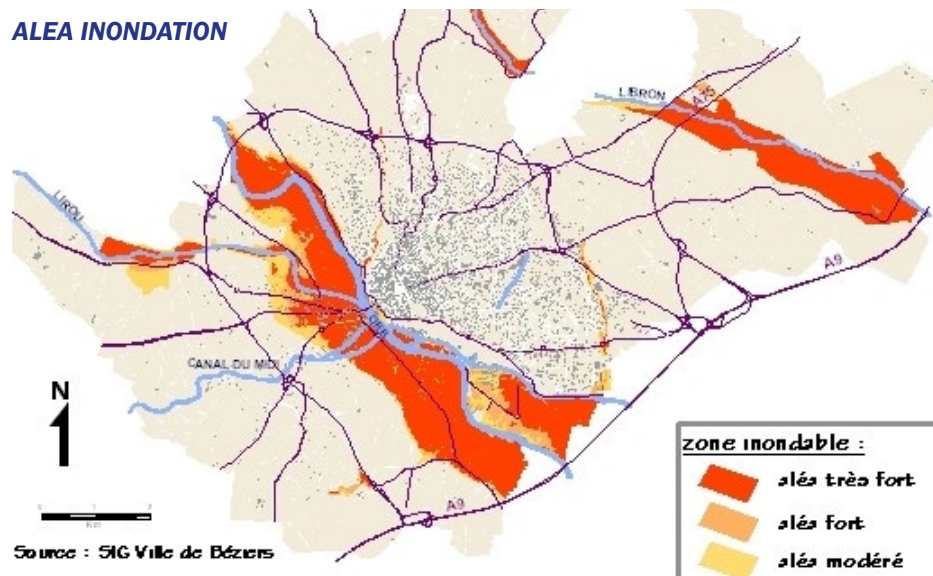 ALEA INONDATION
LIBRON
LIROU
A9
CANAL DU MIDI
N
A9
Source : SIG Ville de Béziers
zone inondable :
aléa très fort
aléa fort
aléa modéré